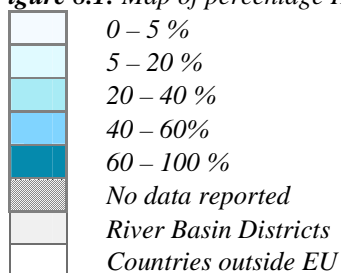 igure 6.1: Map of percentage
0 – 5 %
5 – 20 %
20 – 40 %
40 – 60%
60 – 100 %
No data reported
River Basin Districts
Countries outside EU